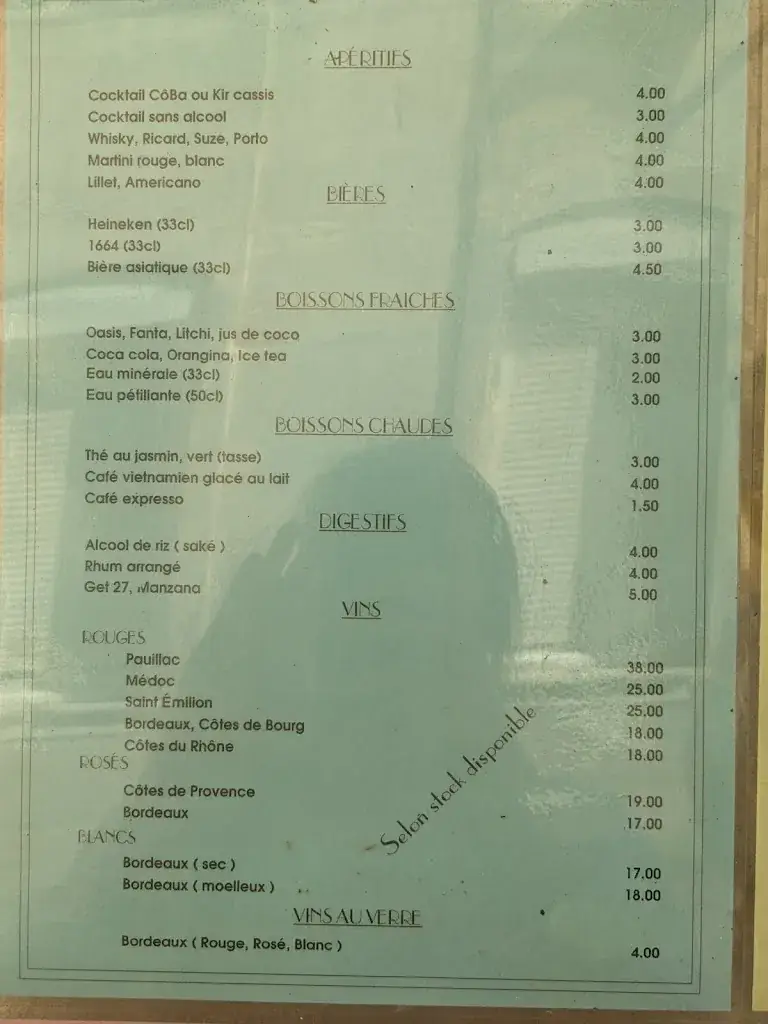 APÉRITIFS
Cocktail CôBa ou Kir cassis 4.00
Cocktail sans alcool 3.00
Whisky, Ricard, Suze, Porto 4.00
Martini rouge, blanc 4.00
Lillet, Americano 4.00
BIÈRES
Heineken (33cl) 3.00
1664 (33cl) 3.00
Bière asiatique (33cl) 4.50
BOISSONS FRAICHES
Oasis, Fanta, Litchi, jus de coco 3.00
Coca cola, Orangina, Ice tea 3.00
Eau minérale (33cl) 2.00
Eau pétillante (50cl) 3.00
BOISSONS CHAUDES
Thé au jasmin, vert (tasse) 3.00
Café vietnamien glacé au lait 4.00
Café expresso 1.50
DIGESTIFS
Alcool de riz ( saké ) 4.00
Rhum arrangé 4.00
Get 27, Manzana 5.00
VINS
ROUGES
Pauillac 38.00
Médoc 25.00
Saint Émilion 25.00
Bordeaux, Côtes de Bourg 18.00
Côtes du Rhône 18.00
ROSÉS
Côtes de Provence 19.00
Bordeaux 17.00
Selon stock disponible
BLANCS
Bordeaux ( sec ) 17.00
Bordeaux ( moelleux ) 18.00
VINS AU VERRE
Bordeaux ( Rouge, Rosé, Blanc ) 4.00